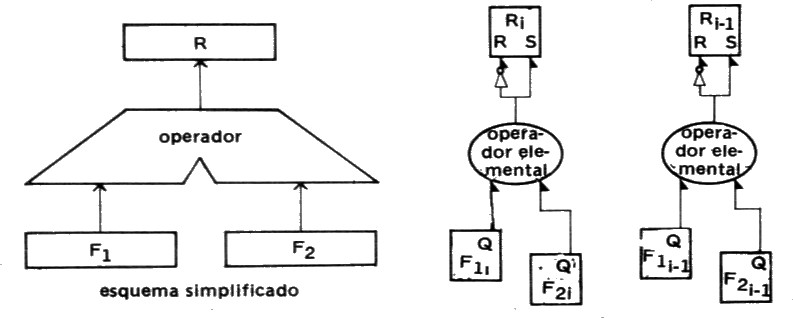 R
operador
F1
F2
esquema simplificado
Ri
R S
opera-
dor ele-
mental
Q
F1i
Q
F2i
Ri-1
R S
opera-
dor ele-
mental
Q
F1i-1
Q
F2i-1